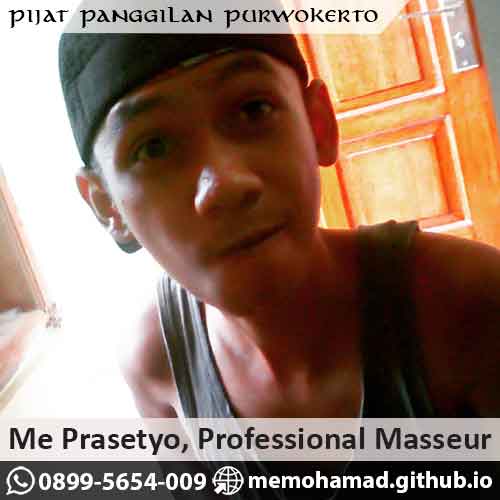 PIJAT PANGGILAN PURWOKERTO
Me Prasetyo, Professional Masseur
0899-5654-009 memohamad.github.io